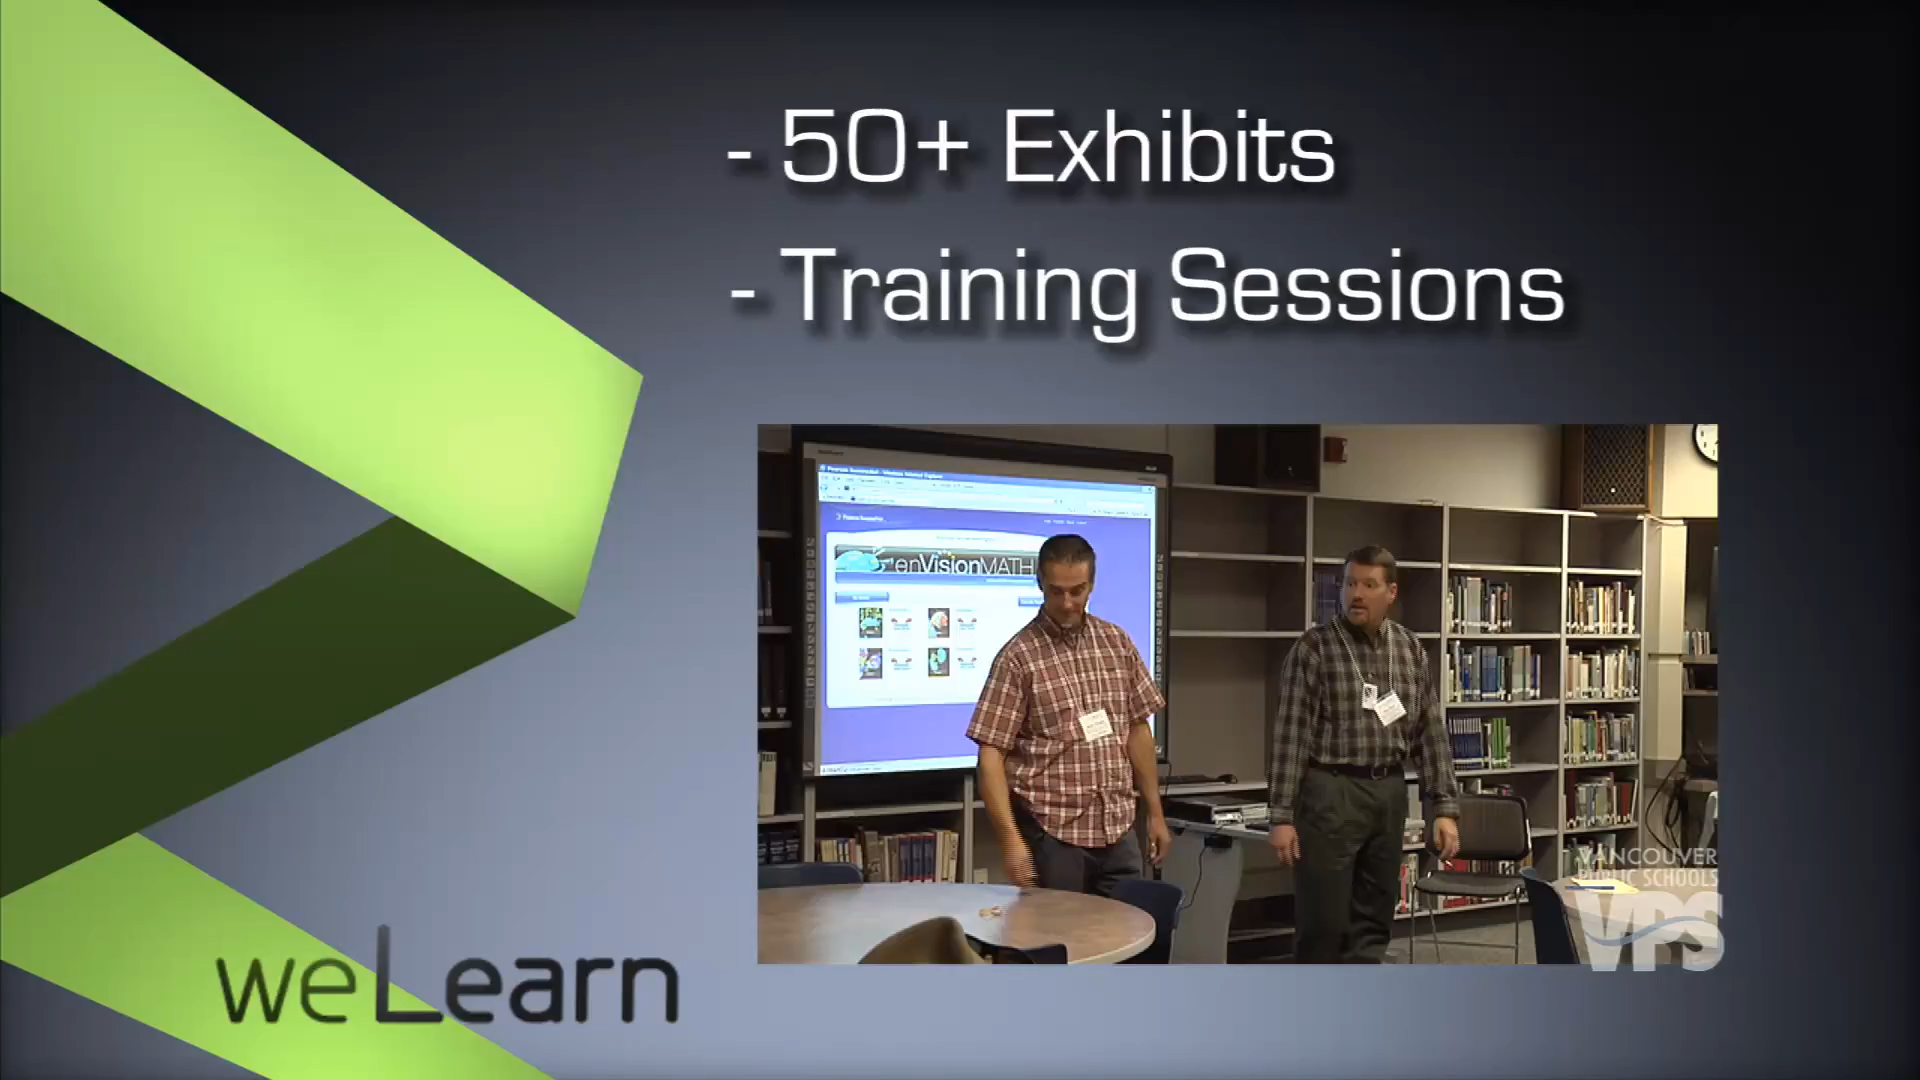 - 50+ Exhibits
- Training Sessions
enVisionMATH
VANCOUVER
PUBLIC SCHOOLS
VPS
weLearn